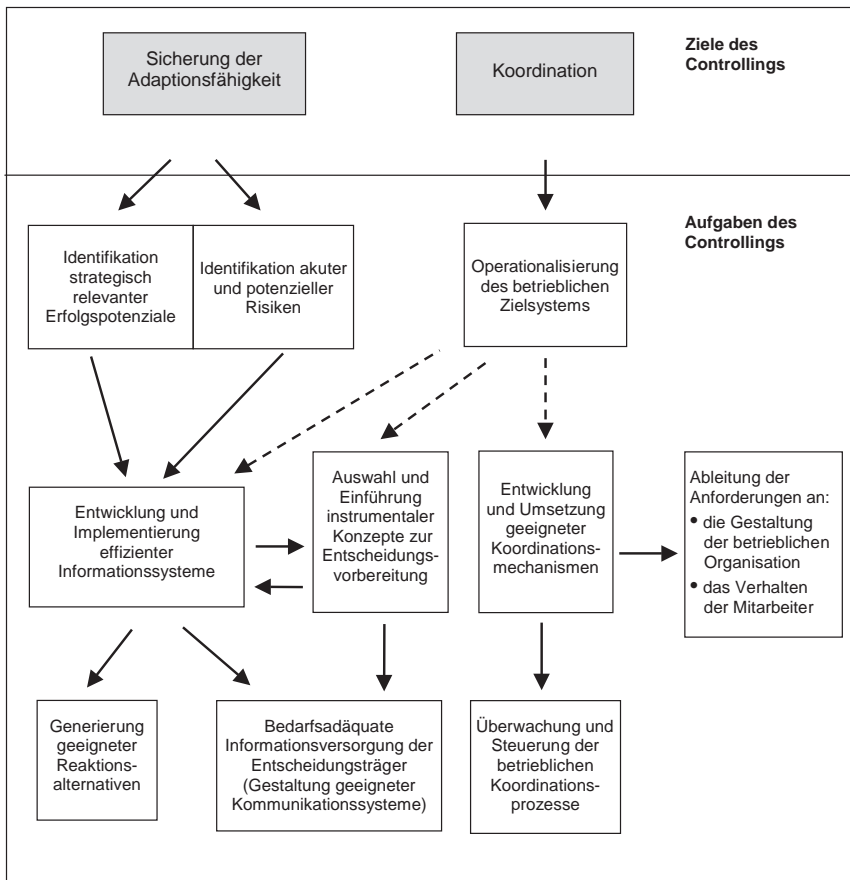 Sicherung der
Adaptionsfähigkeit
Koordination
Ziele des
Controllings
Aufgaben des
Controllings
Identifikation
strategisch
relevanter
Erfolgspotenziale
Identifikation akuter
und potenzieller
Risiken
Operationalisierung
des betrieblichen
Zielsystems
Entwicklung und
Implementierung
effizienter
Informationssysteme
Auswahl und
Einführung
instrumentaler
Konzepte zur
Entscheidungs-
vorbereitung
Entwicklung
und Umsetzung
geeigneter
Koordinations-
mechanismen
Ableitung der
Anforderungen an:
• die Gestaltung
der betrieblichen
Organisation
• das Verhalten
der Mitarbeiter
Generierung
geeigneter
Reaktions-
alternativen
Bedarfsadäquate
Informationsversorgung der
Entscheidungsträger
(Gestaltung geeigneter
Kommunikationssysteme)
Überwachung und
Steuerung der
betrieblichen
Koordinations-
prozesse